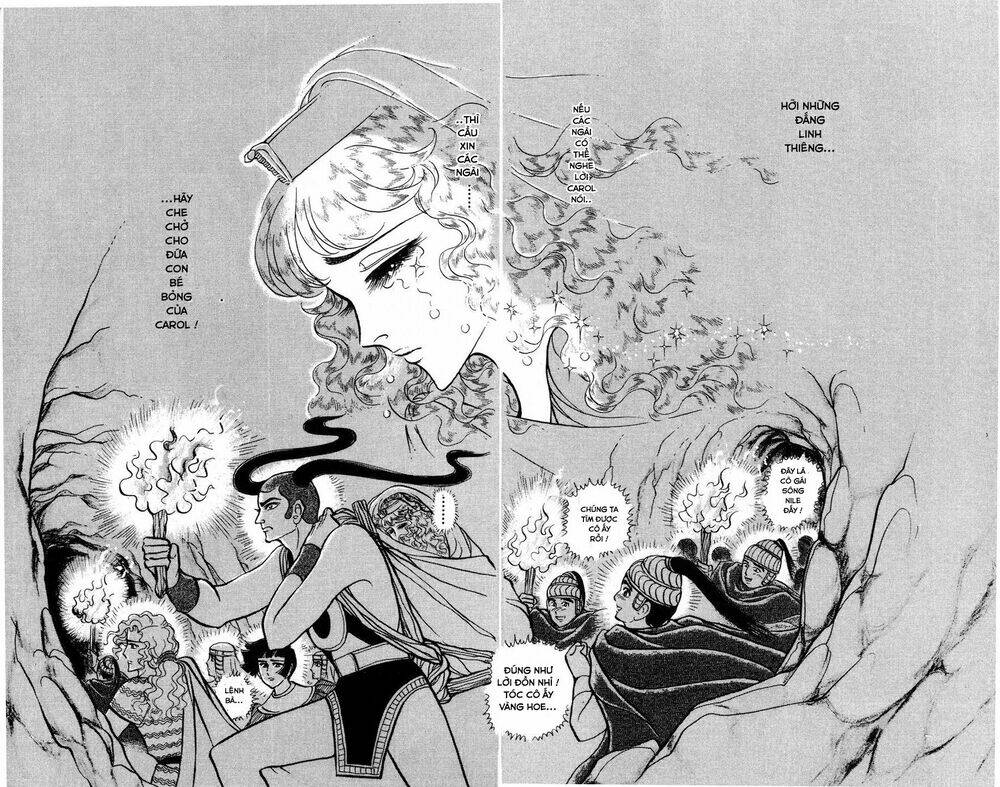 HỠI NHỮNG
ĐẤNG
LINH
THIÊNG...
NẾU
CÁC
NGÀI
CÓ
THỂ
NGHE
LỜI
CAROL
NÓI..
..THÌ
CẦU
XIN
CÁC
NGÀI
......
...HÃY
CHE
CHỞ
CHO
ĐỨA
CON
BÉ
BỎNG
CỦA
CAROL !
ĐÂY LÀ
CÔ GÁI
SÔNG
NILE
ĐẤY !
CHÚNG TA
TÌM ĐƯỢC
CÔ ẤY
RỒI !
ĐÚNG NHƯ
LỜI ĐỒN NHỈ !
TÓC CÔ ẤY
VÀNG HOE...
......
LỆNH
BÀ...